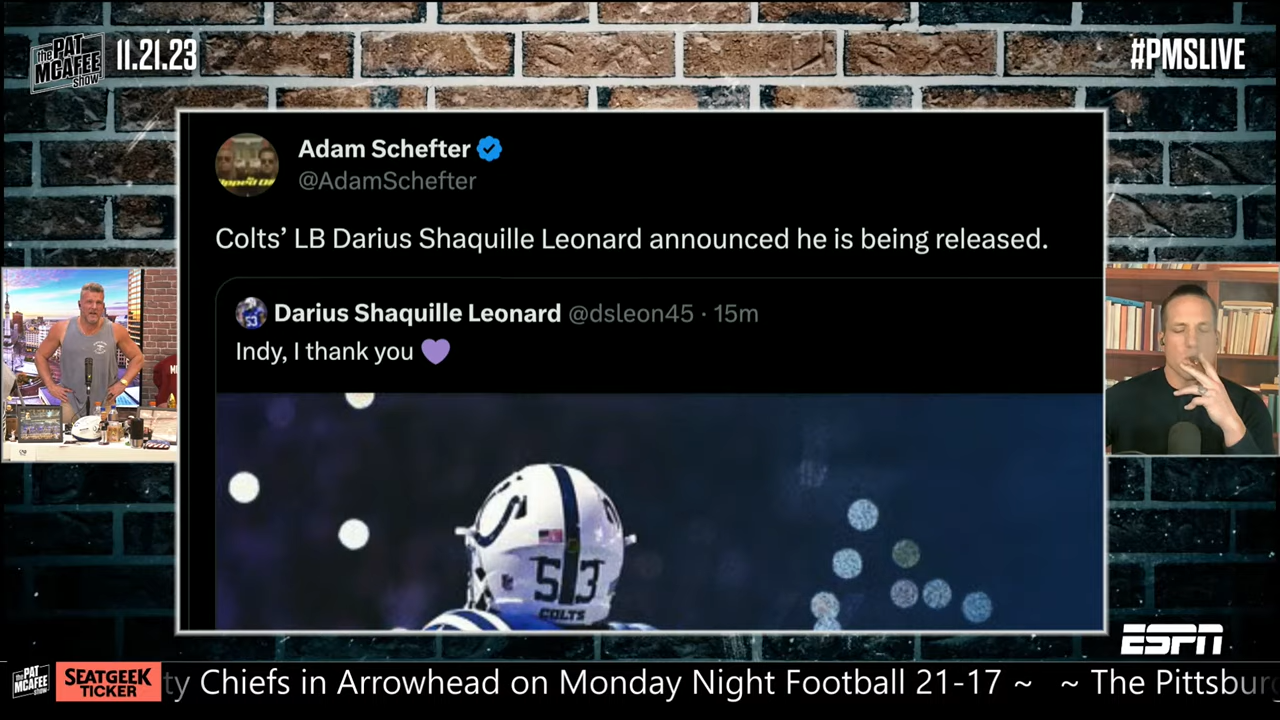 the PAT MCAFEE show
11.21.23
#PMSLIVE
Adam Schefter
@AdamSchefter
Colts’ LB Darius Shaquille Leonard announced he is being released.
Darius Shaquille Leonard @dsleon45 · 15m
Indy, I thank you 💜
53
COLTS
ESPN
the PAT MCAFEE show
SEATGEEK
TICKER
ty Chiefs in Arrowhead on Monday Night Football 21-17 ~ ~ The Pittsbur